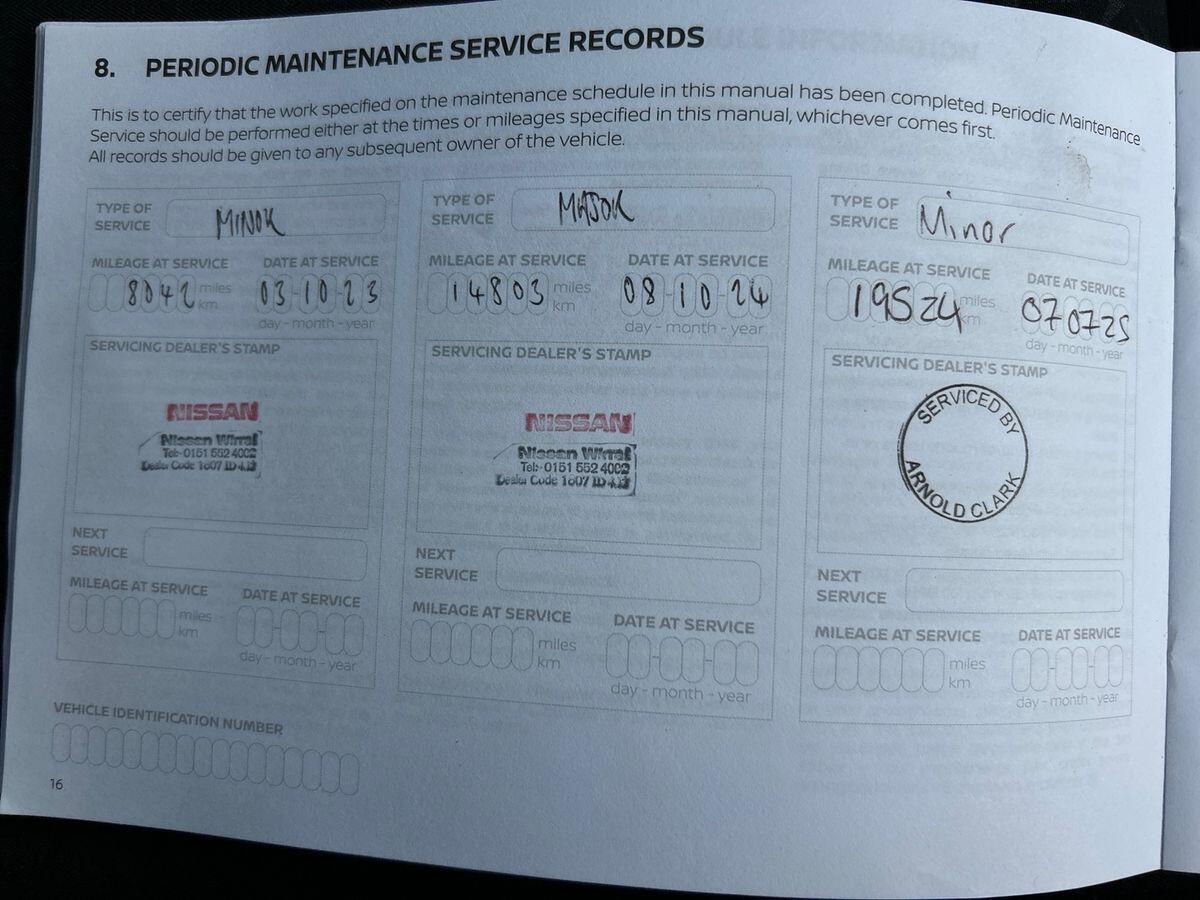 8. PERIODIC MAINTENANCE SERVICE RECORDS
This is to certify that the work specified on the maintenance schedule in this manual has been completed. Periodic Maintenance
Service should be performed either at the times or mileages specified in this manual, whichever comes first.
All records should be given to any subsequent owner of the vehicle.
TYPE OF
SERVICE MINOR
MILEAGE AT SERVICE DATE AT SERVICE
8042 miles 03-10-23
km
day - month - year
SERVICING DEALER'S STAMP
NISSAN
Nissan Wirral
Tel:- 0151 552 4002
Dealer Code 1607
NEXT
SERVICE
MILEAGE AT SERVICE DATE AT SERVICE
miles
km
day - month - year
TYPE OF
SERVICE MAJOR
MILEAGE AT SERVICE DATE AT SERVICE
14803 miles 08-10-24
km
day - month - year
SERVICING DEALER'S STAMP
NISSAN
Nissan Wirral
Tel:- 0151 552 4002
Dealer Code 1607
NEXT
SERVICE
MILEAGE AT SERVICE DATE AT SERVICE
miles
km
day - month - year
TYPE OF
SERVICE Minor
MILEAGE AT SERVICE DATE AT SERVICE
19524 miles 07 07 25
km
day - month - year
SERVICING DEALER'S STAMP
SERVICED BY
ARNOLD CLARK
NEXT
SERVICE
MILEAGE AT SERVICE DATE AT SERVICE
miles
km
day - month - year
VEHICLE IDENTIFICATION NUMBER
16